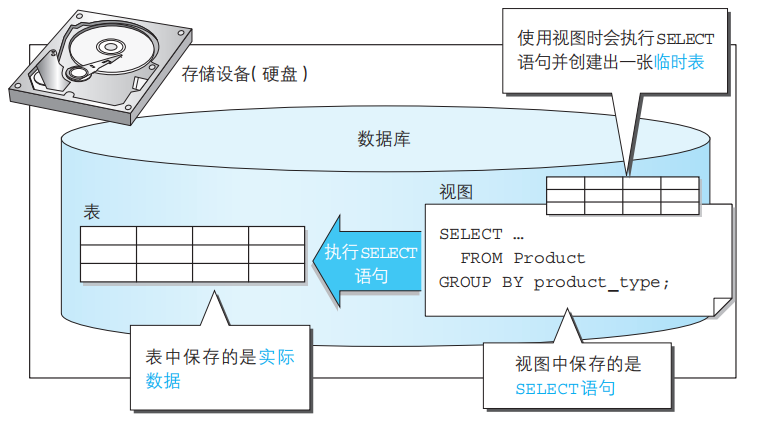 存储设备(硬盘)
使用视图时会执行SELECT
语句并创建出一张临时表
数据库
表
视图
SELECT …
FROM Product
GROUP BY product_type;
执行SELECT
语句
表中保存的是实际
数据
视图中保存的是
SELECT语句